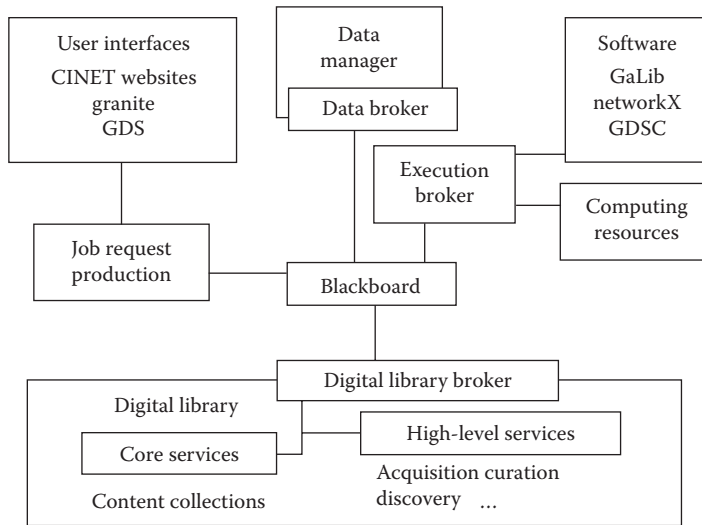 User interfaces
CINET websites
granite
GDS
Data
manager
Data broker
Software
GaLib
networkX
GDSC
Execution
broker
Computing
resources
Job request
production
Blackboard
Digital library broker
Digital library
High-level services
Core services
Acquisition curation
discovery ...
Content collections